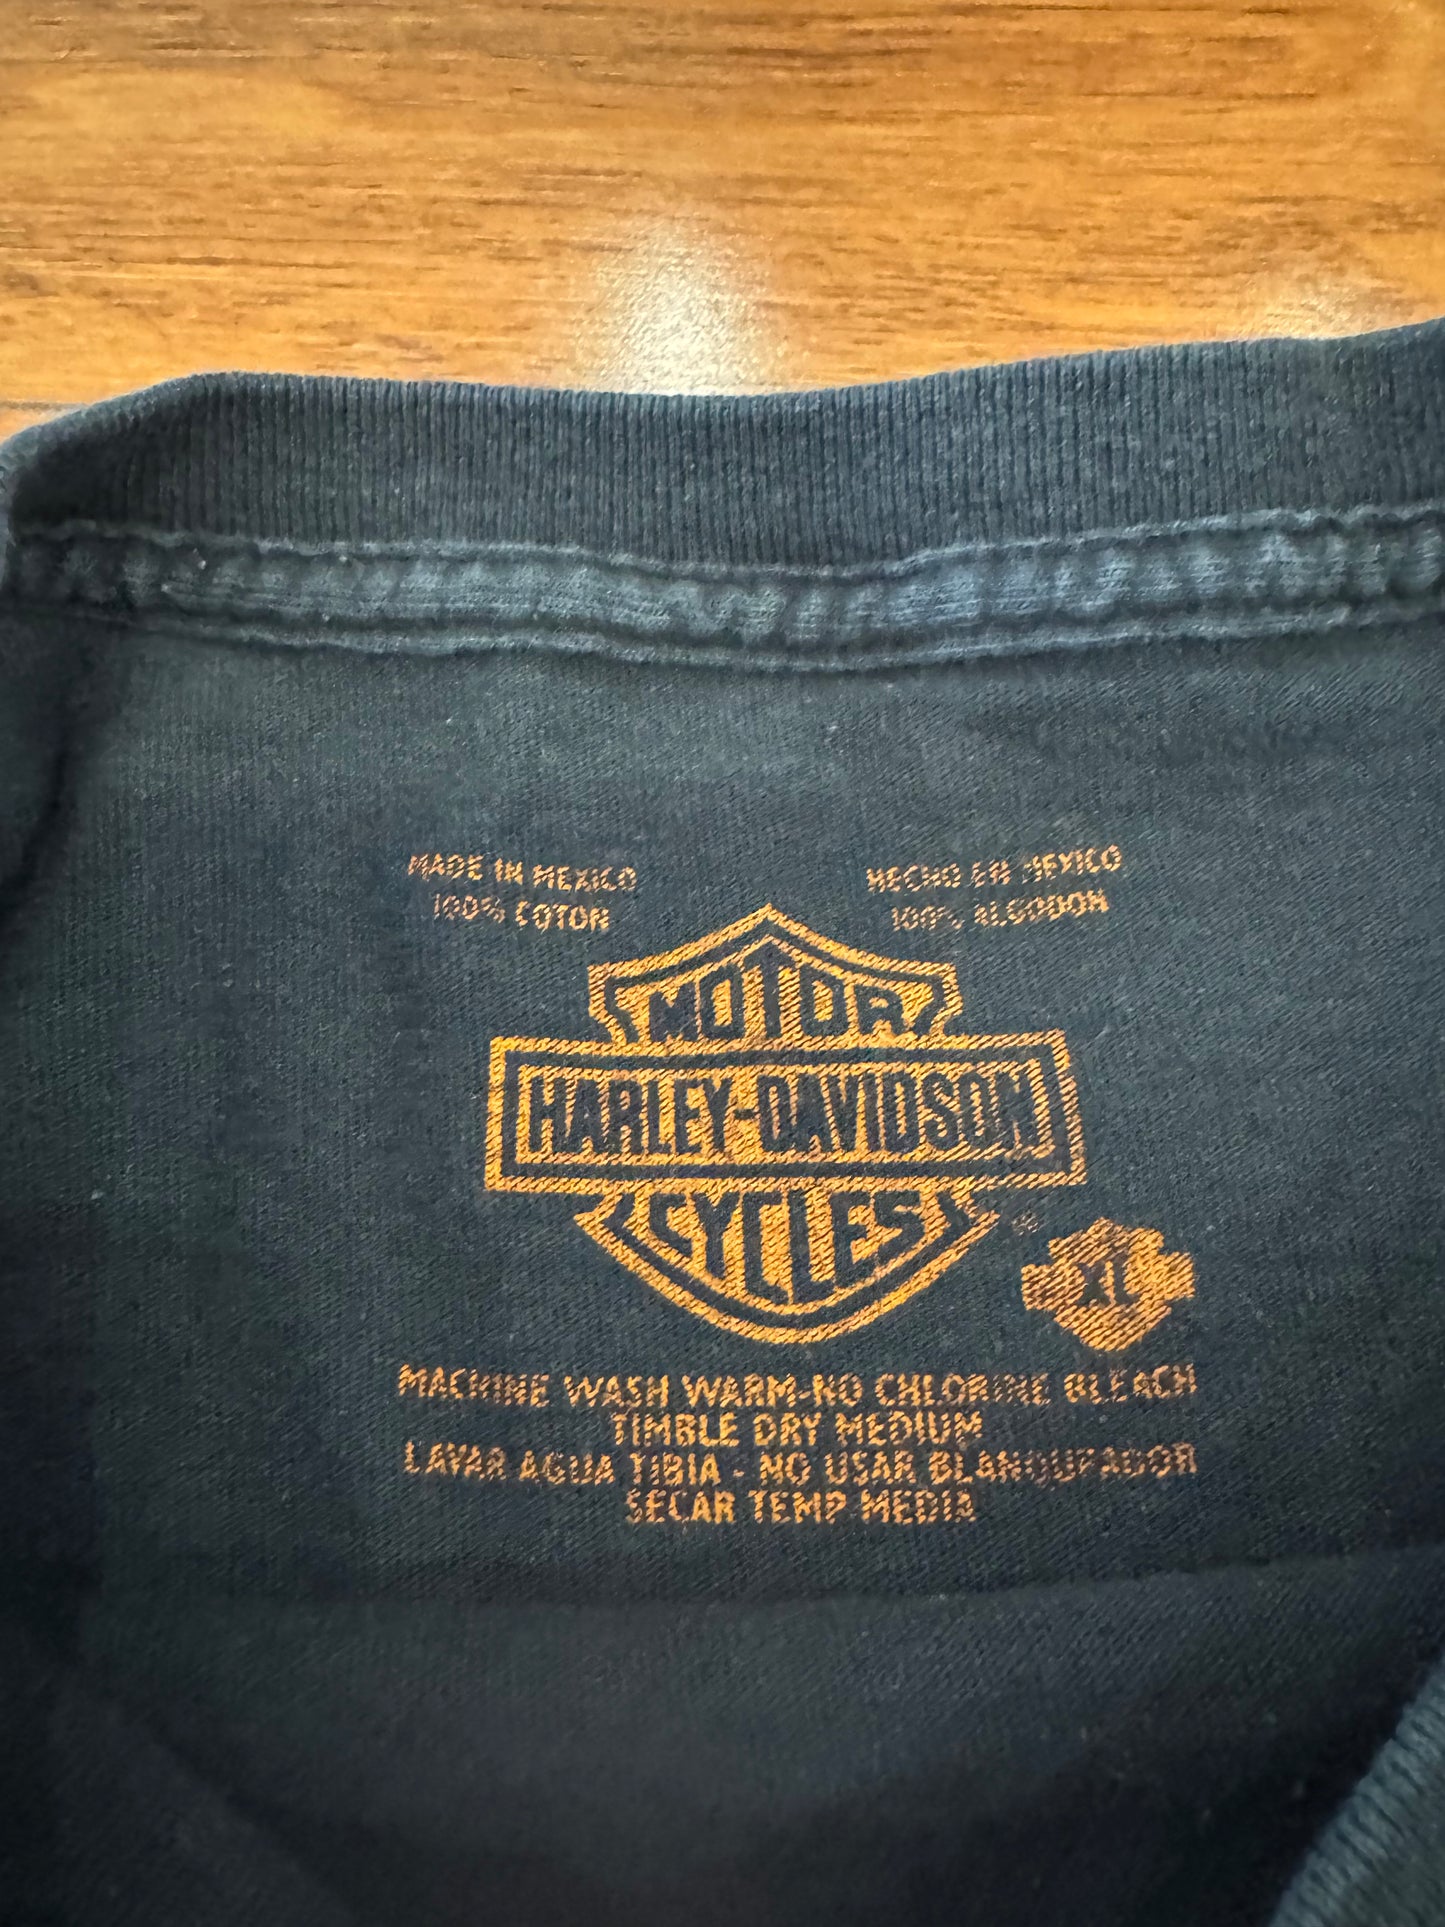 MADE IN MEXICO
100% COTON
HECHO EN MEXICO
100% ALGODON
MOTOR
HARLEY-DAVIDSON
CYCLES
®
XL
MACHINE WASH WARM-NO CHLORINE BLEACH
TIMBLE DRY MEDIUM
LAVAR AGUA TIBIA - NO USAR BLANQUEADOR
SECAR TEMP MEDIA